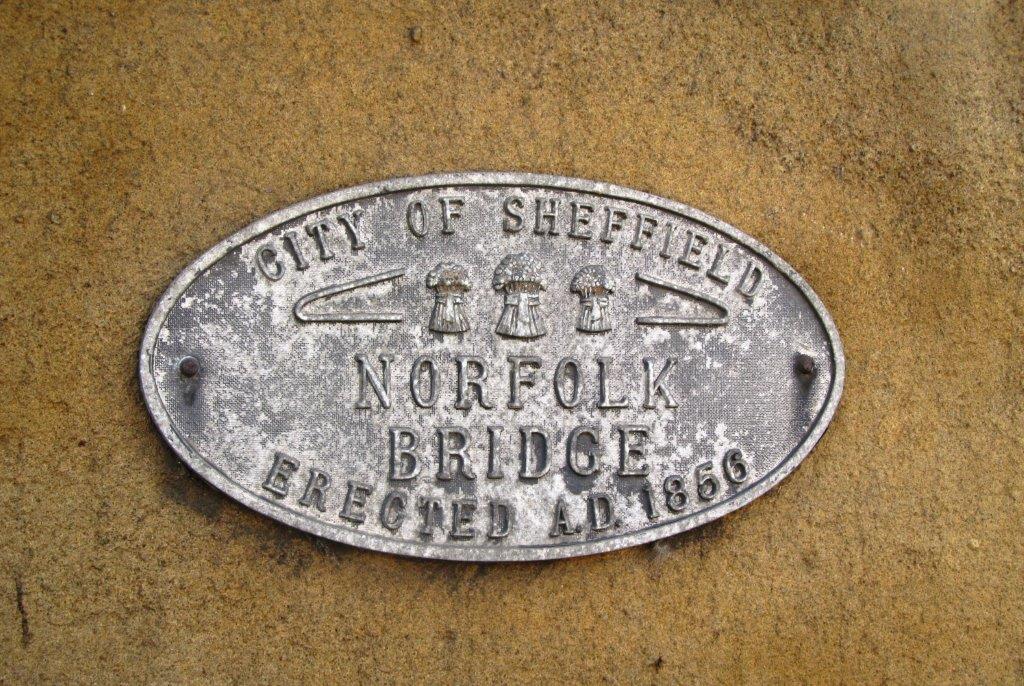 CITY OF SHEFFIELD
NORFOLK
BRIDGE
ERECTED A.D. 1856